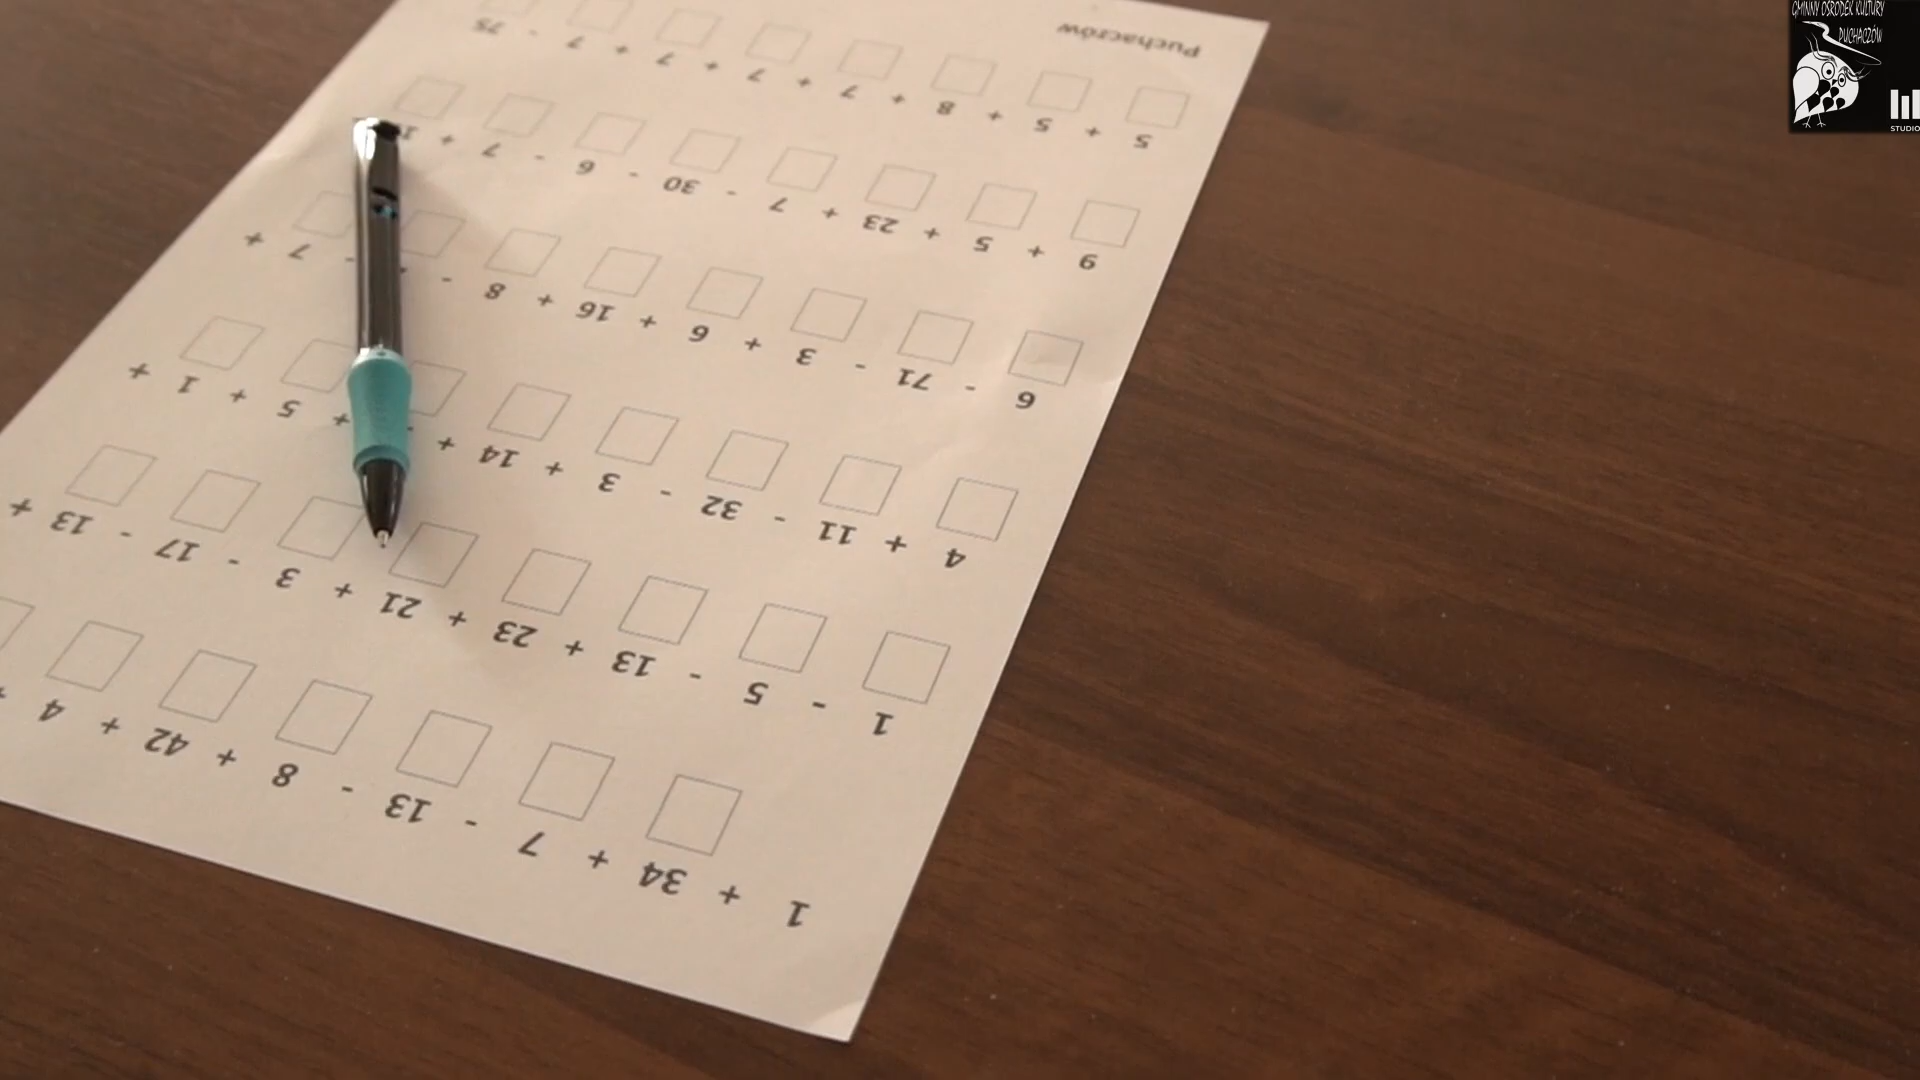 1 + 34 + 7 - 13 - 8 + 42 + 4 +
1 - 5 - 13 + 23 + 21 + 3 - 17 - 13 +
4 + 11 - 32 - 3 + 14 + + 5 + 1 +
6 - 71 - 3 + 6 + 16 + 8 - - 7 +
9 + 5 + 23 + 7 - 30 - 6 - 7 +
5 + 5 + 8 + 7 + 7 + 7 + 7 - 75
Puchaczów
GMINNY OŚRODEK KULTURY
PUCHACZÓW
STUDIO